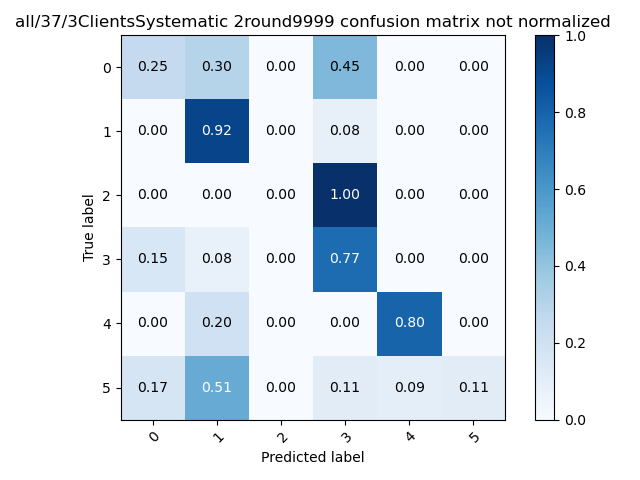 all/37/3ClientsSystematic 2round9999 confusion matrix not normalized
0 0.25 0.30 0.00 0.45 0.00 0.00
1 0.00 0.92 0.00 0.08 0.00 0.00
2 0.00 0.00 0.00 1.00 0.00 0.00
3 0.15 0.08 0.00 0.77 0.00 0.00
4 0.00 0.20 0.00 0.00 0.80 0.00
5 0.17 0.51 0.00 0.11 0.09 0.11
0 1 2 3 4 5
True label
Predicted label
1.0
0.8
0.6
0.4
0.2
0.0